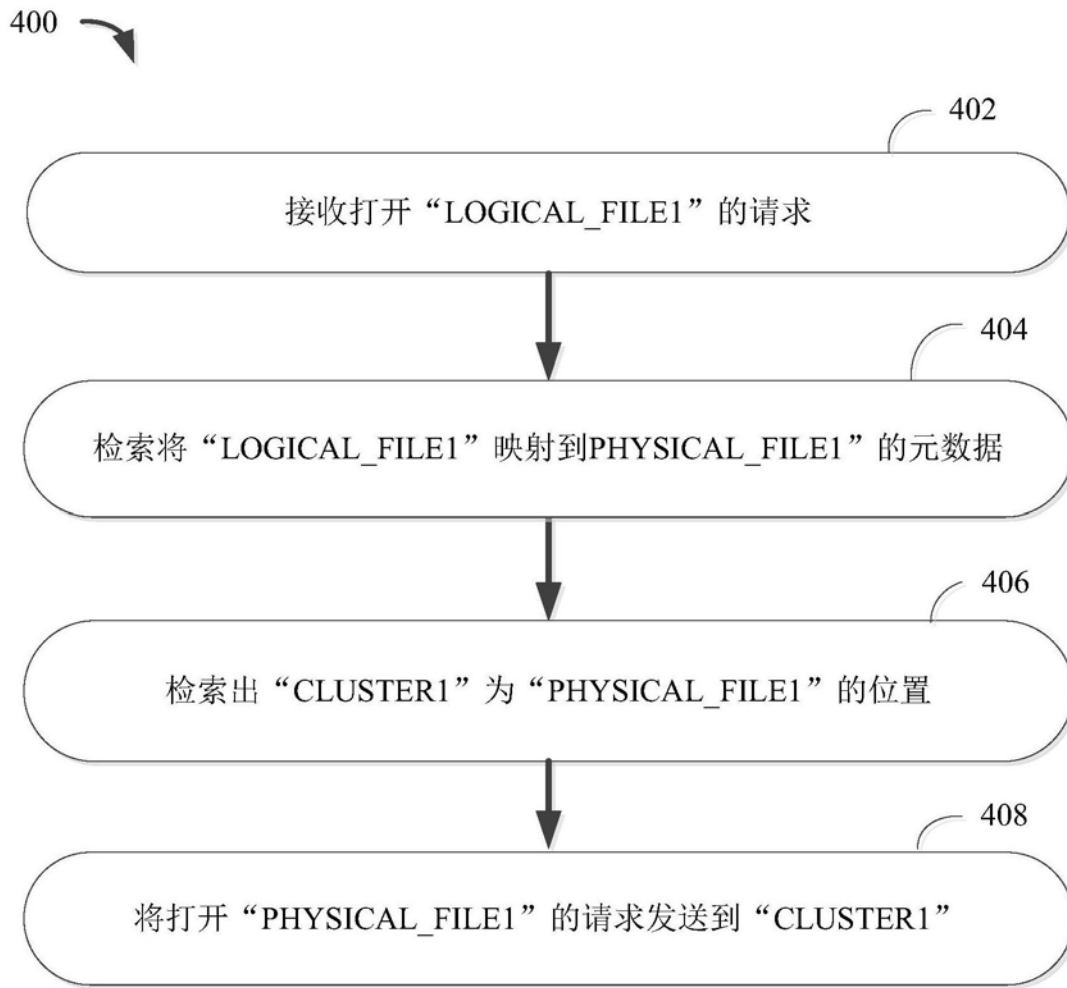 400
402
接收打开“LOGICAL_FILE1”的请求
404
检索将“LOGICAL_FILE1”映射到PHYSICAL_FILE1”的元数据
406
检索出“CLUSTER1”为“PHYSICAL_FILE1”的位置
408
将打开“PHYSICAL_FILE1”的请求发送到“CLUSTER1”